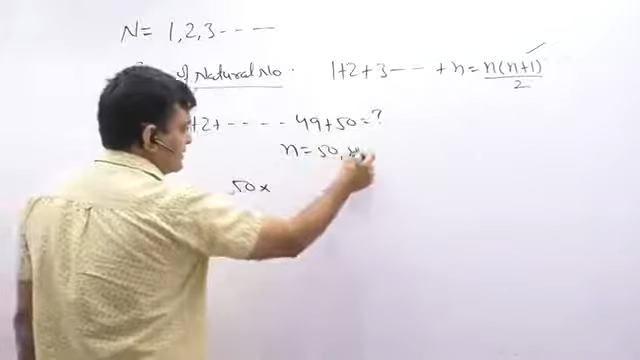 N= 1,2,3----
of Natural No. 1+2+3---- +n= n(n+1)/2
+2+----- 49+50=?
n=50,
50×